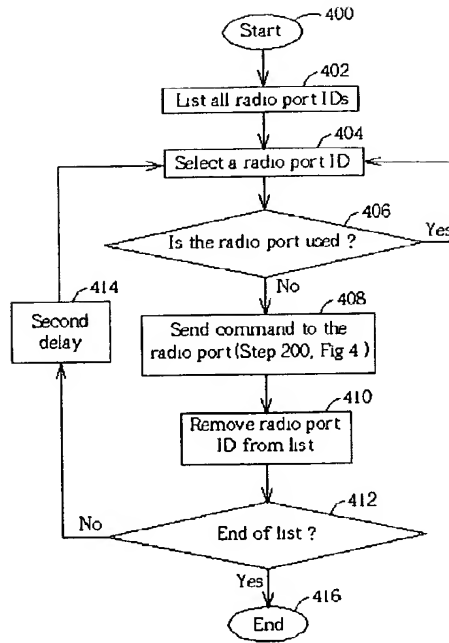 400
Start
402
List all radio port IDs
404
Select a radio port ID
406
Is the radio port used ?
Yes
No
414
Second
delay
408
Send command to the
radio port (Step 200, Fig 4)
410
Remove radio port
ID from list
412
No
End of list ?
Yes
416
End